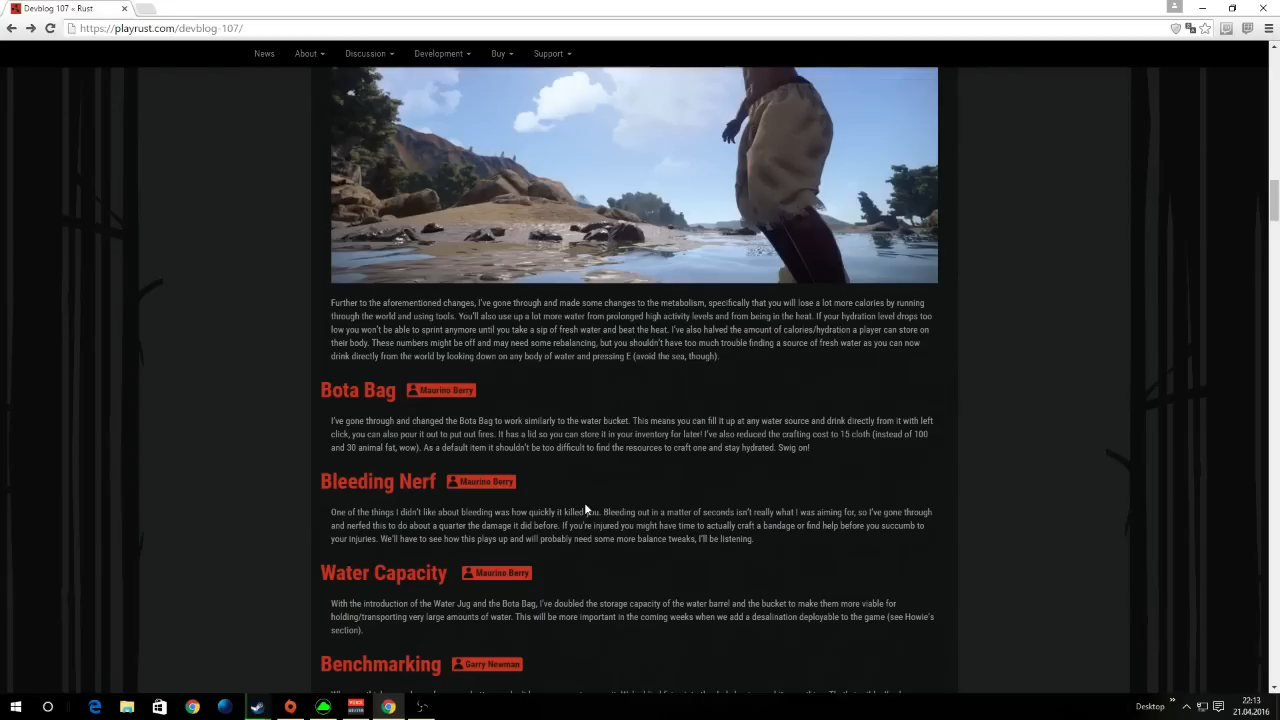 Devblog 107 • Rust
https://playrust.com/devblog-107/
News About Discussion Development Buy Support
Further to the aforementioned changes, I've gone through and made some changes to the metabolism, specifically that you will lose a lot more calories by running
through the world and using tools. You'll also use up a lot more water from prolonged high activity levels and from being in the heat. If your hydration level drops too
low you won't be able to sprint anymore until you take a sip of fresh water and beat the heat. I've also halved the amount of calories/hydration a player can store on
their body. These numbers might be off and may need some rebalancing, but you shouldn't have too much trouble finding a source of fresh water as you can now
drink directly from the world by looking down on any body of water and pressing E (avoid the sea, though).
Bota Bag Maurino Berry
I've gone through and changed the Bota Bag to work similarly to the water bucket. This means you can fill it up at any water source and drink directly from it with left
click, you can also pour it out to put out fires. It has a lid so you can store it in your inventory for later! I've also reduced the crafting cost to 15 cloth (instead of 100
and 30 animal fat, wow). As a default item it shouldn't be too difficult to find the resources to craft one and stay hydrated. Swig on!
Bleeding Nerf Maurino Berry
One of the things I didn't like about bleeding was how quickly it killed you. Bleeding out in a matter of seconds isn't really what I was aiming for, so I've gone through
and nerfed this to do about a quarter the damage it did before. If you're injured you might have time to actually craft a bandage or find help before you succumb to
your injuries. We'll have to see how this plays up and will probably need some more balance tweaks, I'll be listening.
Water Capacity Maurino Berry
With the introduction of the Water Jug and the Bota Bag, I've doubled the storage capacity of the water barrel and the bucket to make them more viable for
holding/transporting very large amounts of water. This will be more important in the coming weeks when we add a desalination deployable to the game (see Howie's
section).
Benchmarking Garry Newman
Desktop
22:13
21.04.2016